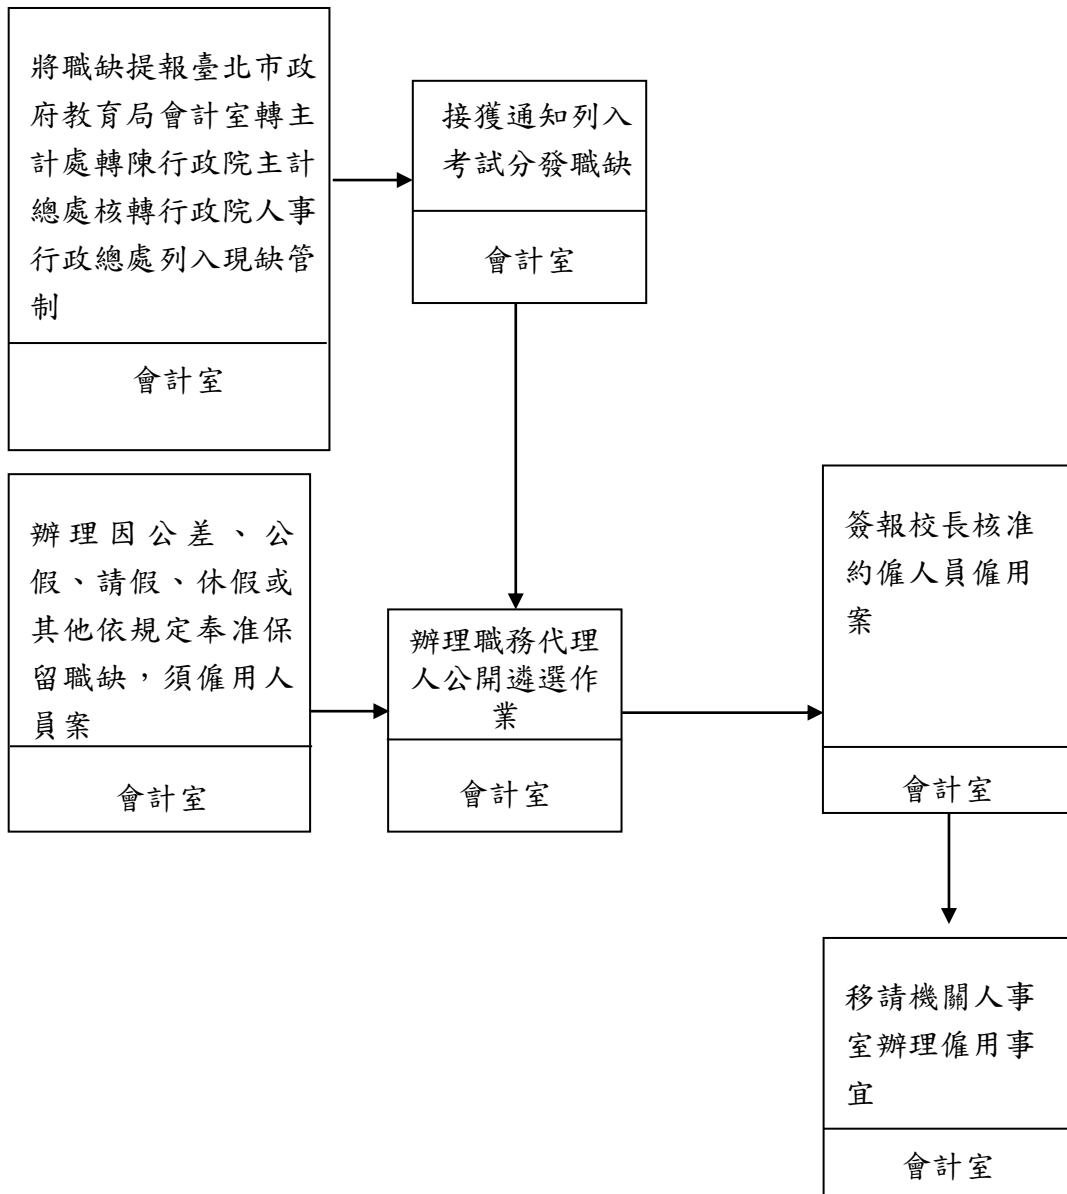 將職缺提報臺北市政
府教育局會計室轉主
計處轉陳行政院主計
總處核轉行政院人事
行政總處列入現缺管
制
會計室
接獲通知列入
考試分發職缺
會計室
辦理因公差、公
假、請假、休假或
其他依規定奉准保
留職缺，須僱用人
員案
會計室
辦理職務代理
人公開遴選作
業
會計室
簽報校長核准
約僱人員僱用
案
會計室
移請機關人事
室辦理僱用事
宜
會計室